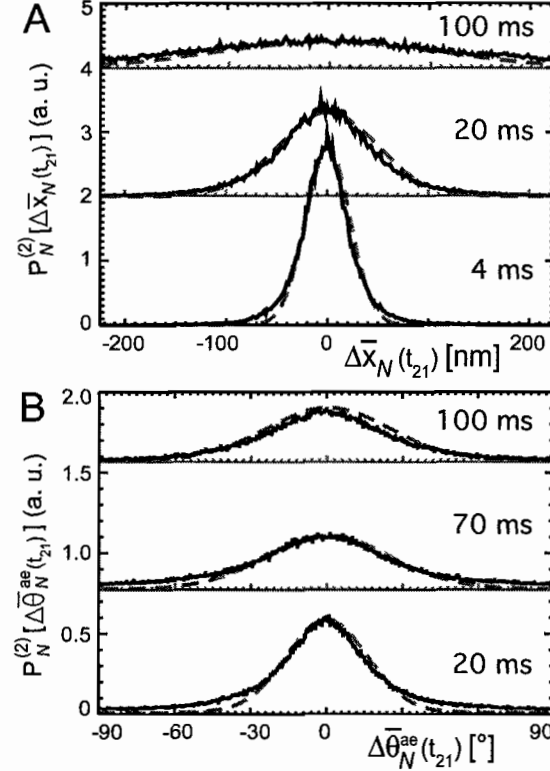 A
5
4
3
2
1
0
100 ms
20 ms
4 ms
P_N^(2) [Δx̅_N(t_21)] (a. u.)
-200 -100 0 100 200
Δx̅_N(t_21) [nm]
B
2.0
1.5
1.0
0.5
0
100 ms
70 ms
20 ms
P_N^(2) [Δθ̅_N^ae(t_21)] (a. u.)
-90 -60 -30 0 30 60 90
Δθ̅_N^ae(t_21) [°]